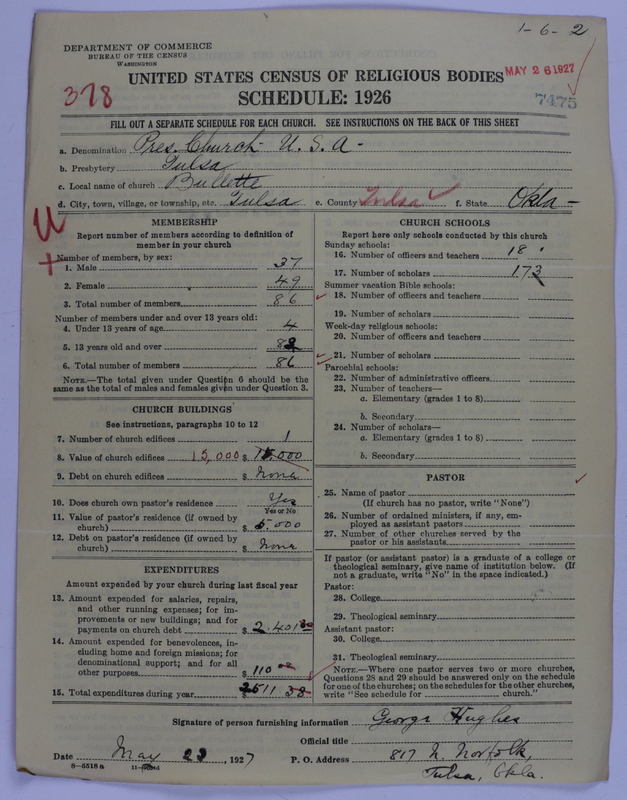 1-6-2
DEPARTMENT OF COMMERCE
BUREAU OF THE CENSUS
WASHINGTON
UNITED STATES CENSUS OF RELIGIOUS BODIES
MAY 26 1927
378
SCHEDULE: 1926
7475
FILL OUT A SEPARATE SCHEDULE FOR EACH CHURCH. SEE INSTRUCTIONS ON THE BACK OF THIS SHEET
a. Denomination Pres. Church - U. S. A -
b. Presbytery Tulsa
c. Local name of church Bullette
d. City, town, village, or township, etc. Tulsa e. County Tulsa f. State Okla -
MEMBERSHIP
Report number of members according to definition of member in your church
Number of members, by sex:
1. Male 37
2. Female 49
3. Total number of members 86
Number of members under and over 13 years old:
4. Under 13 years of age 4
5. 13 years old and over 82
6. Total number of members 86
NOTE.—The total given under Question 6 should be the same as the total of males and females given under Question 3.
CHURCH BUILDINGS
See instructions, paragraphs 10 to 12
7. Number of church edifices 1
8. Value of church edifices 15,000 $ 15.000
9. Debt on church edifices $ None
10. Does church own pastor's residence Yes
Yes or No
11. Value of pastor's residence (if owned by church) $ 5.000
12. Debt on pastor's residence (if owned by church) $ None
EXPENDITURES
Amount expended by your church during last fiscal year
13. Amount expended for salaries, repairs, and other running expenses; for improvements or new buildings; and for payments on church debt $ 2.401
14. Amount expended for benevolences, including home and foreign missions; for denominational support; and for all other purposes $ 110
15. Total expenditures during year $ 2511 38
CHURCH SCHOOLS
Report here only schools conducted by this church
Sunday schools:
16. Number of officers and teachers 18
17. Number of scholars 173
Summer vacation Bible schools:
18. Number of officers and teachers
19. Number of scholars
Week-day religious schools:
20. Number of officers and teachers
21. Number of scholars
Parochial schools:
22. Number of administrative officers
23. Number of teachers—
a. Elementary (grades 1 to 8)
b. Secondary
24. Number of scholars—
a. Elementary (grades 1 to 8)
b. Secondary
PASTOR
25. Name of pastor
(If church has no pastor, write "None")
26. Number of ordained ministers, if any, employed as assistant pastors
27. Number of other churches served by the pastor or his assistants
If pastor (or assistant pastor) is a graduate of a college or theological seminary, give name of institution below. (If not a graduate, write "No" in the space indicated.)
Pastor:
28. College
29. Theological seminary
Assistant pastor:
30. College
31. Theological seminary
NOTE.—Where one pastor serves two or more churches, Questions 28 and 29 should be answered only on the schedule for one of the churches; on the schedules for the other churches, write "See schedule for church."
Signature of person furnishing information George Hughes
Official title
Date May 23, 1927 P. O. Address 817 N. Norfolk,
8-5518a
Tulsa, Okla.